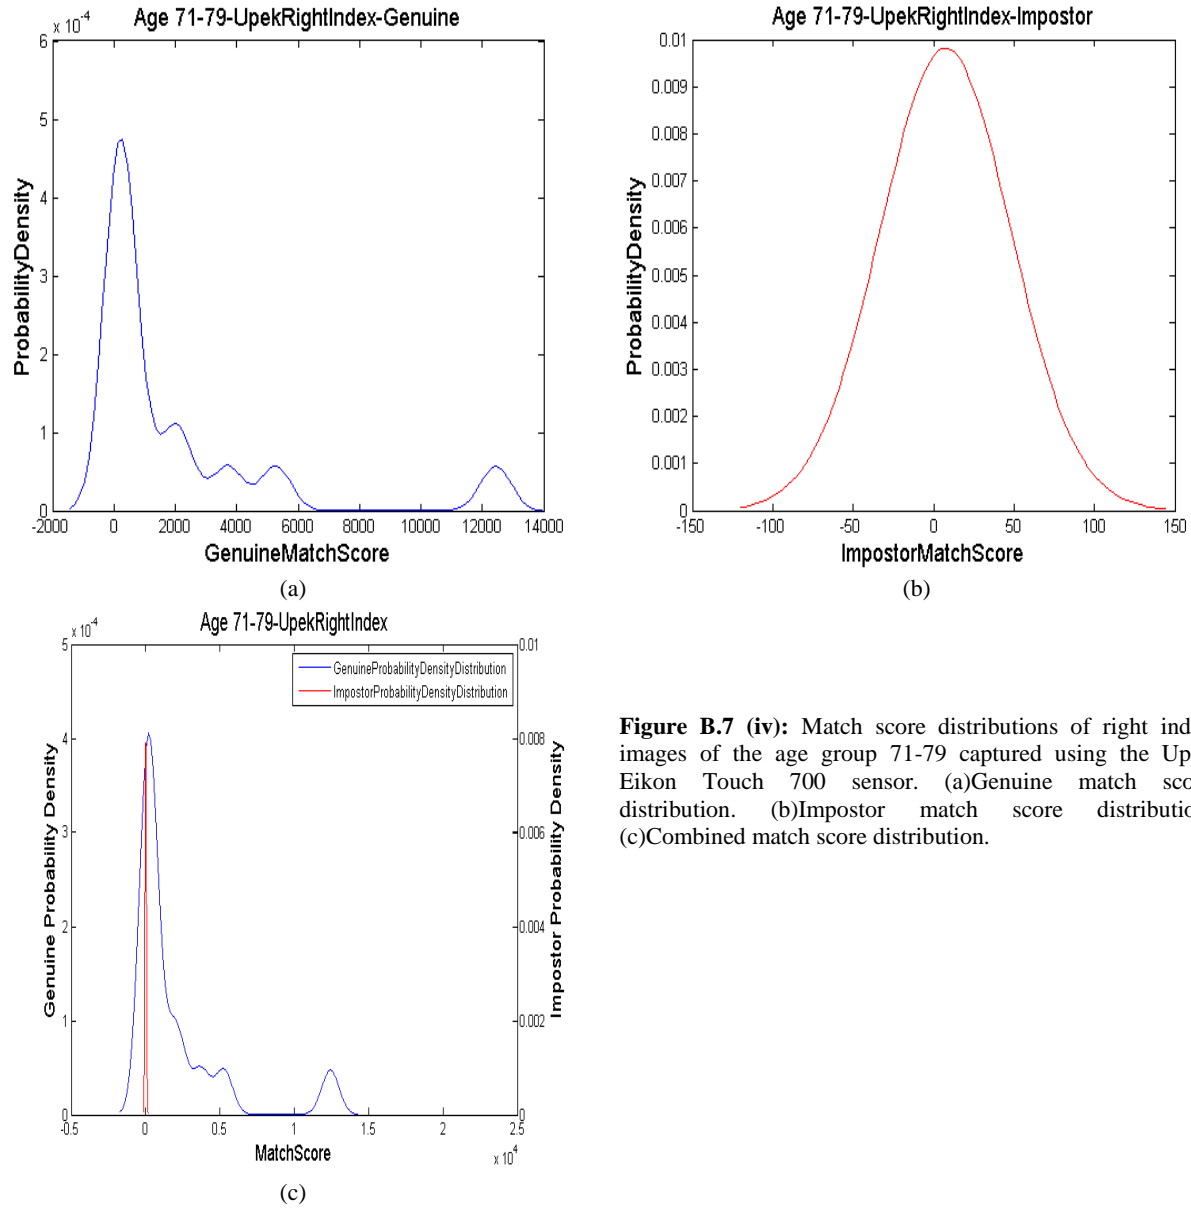 Age 71-79-UpekRightIndex-Genuine
x 10-4
6
5
4
3
2
1
0
ProbabilityDensity
-2000 0 2000 4000 6000 8000 10000 12000 14000
GenuineMatchScore
(a)
Age 71-79-UpekRightIndex-Impostor
0.01
0.009
0.008
0.007
0.006
0.005
0.004
0.003
0.002
0.001
0
ProbabilityDensity
-150 -100 -50 0 50 100 150
ImpostorMatchScore
(b)
Age 71-79-UpekRightIndex
x 10-4
5
4
3
2
1
0
Genuine Probability Density
GenuineProbabilityDensityDistribution
ImpostorProbabilityDensityDistribution
0.01
0.008
0.006
0.004
0.002
0
Impostor Probability Density
-0.5 0 0.5 1 1.5 2 2.5
x 104
MatchScore
(c)
Figure B.7 (iv): Match score distributions of right ind
images of the age group 71-79 captured using the Up
Eikon Touch 700 sensor. (a)Genuine match sco
distribution. (b)Impostor match score distributio
(c)Combined match score distribution.